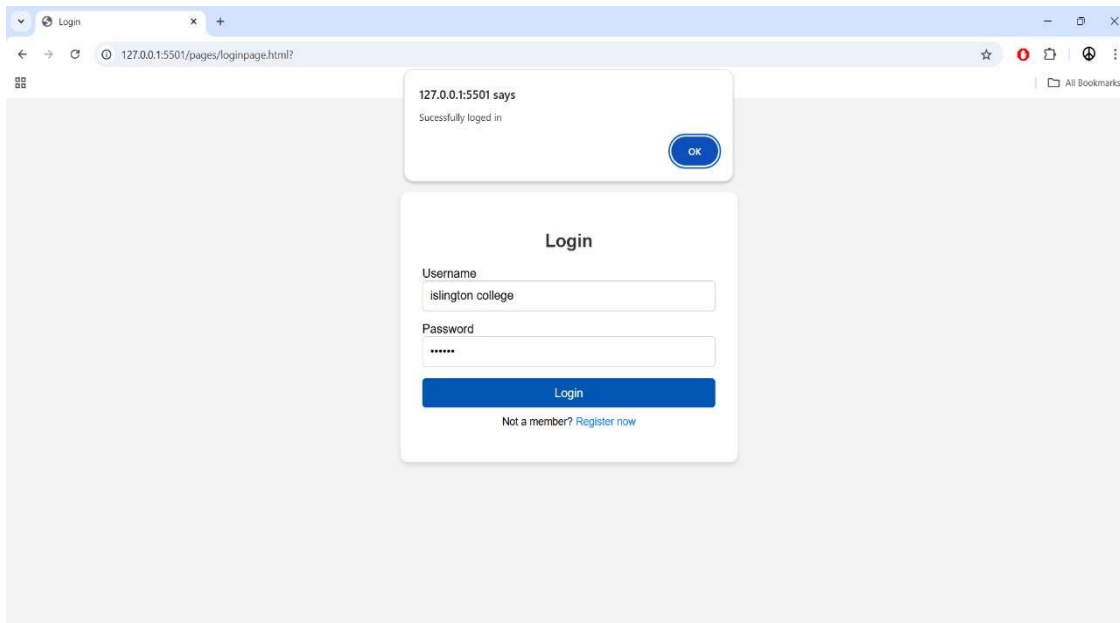 Login
127.0.0.1:5501/pages/loginpage.html?
All Bookmarks
127.0.0.1:5501 says
Sucessfully loged in
OK
Login
Username
islington college
Password
••••••
Login
Not a member? Register now